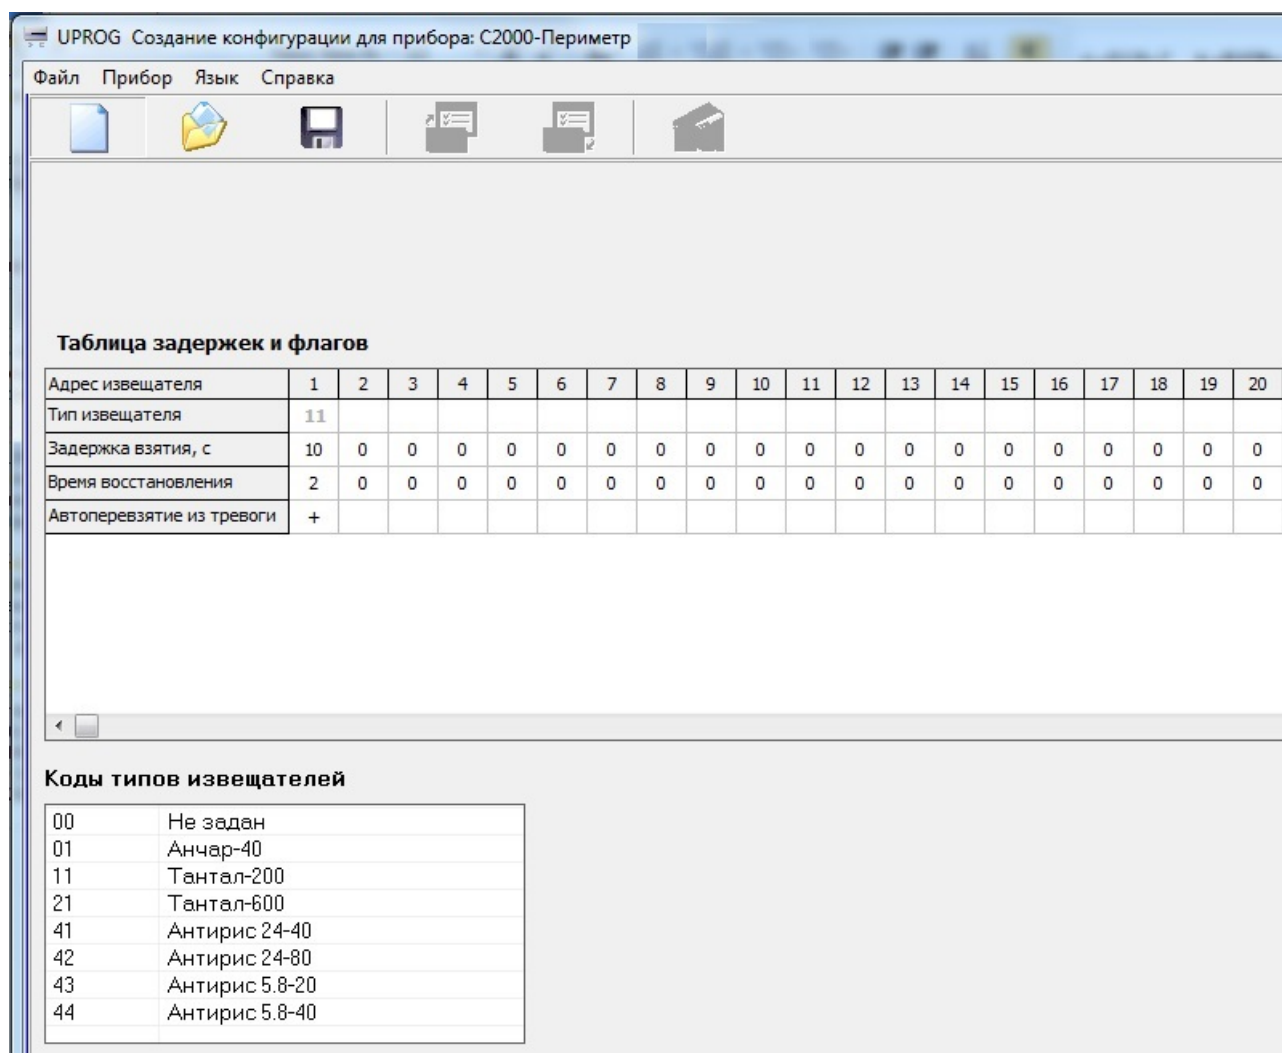 UPROG Создание конфигурации для прибора: С2000-Периметр
Файл Прибор Язык Справка
Таблица задержек и флагов
Адрес извещателя 1 2 3 4 5 6 7 8 9 10 11 12 13 14 15 16 17 18 19 20
Тип извещателя 11
Задержка взятия, с 10 0 0 0 0 0 0 0 0 0 0 0 0 0 0 0 0 0 0 0
Время восстановления 2 0 0 0 0 0 0 0 0 0 0 0 0 0 0 0 0 0 0 0
Автоперевзятие из тревоги +
Коды типов извещателей
00 Не задан
01 Анчар-40
11 Тантал-200
21 Тантал-600
41 Антирис 24-40
42 Антирис 24-80
43 Антирис 5.8-20
44 Антирис 5.8-40